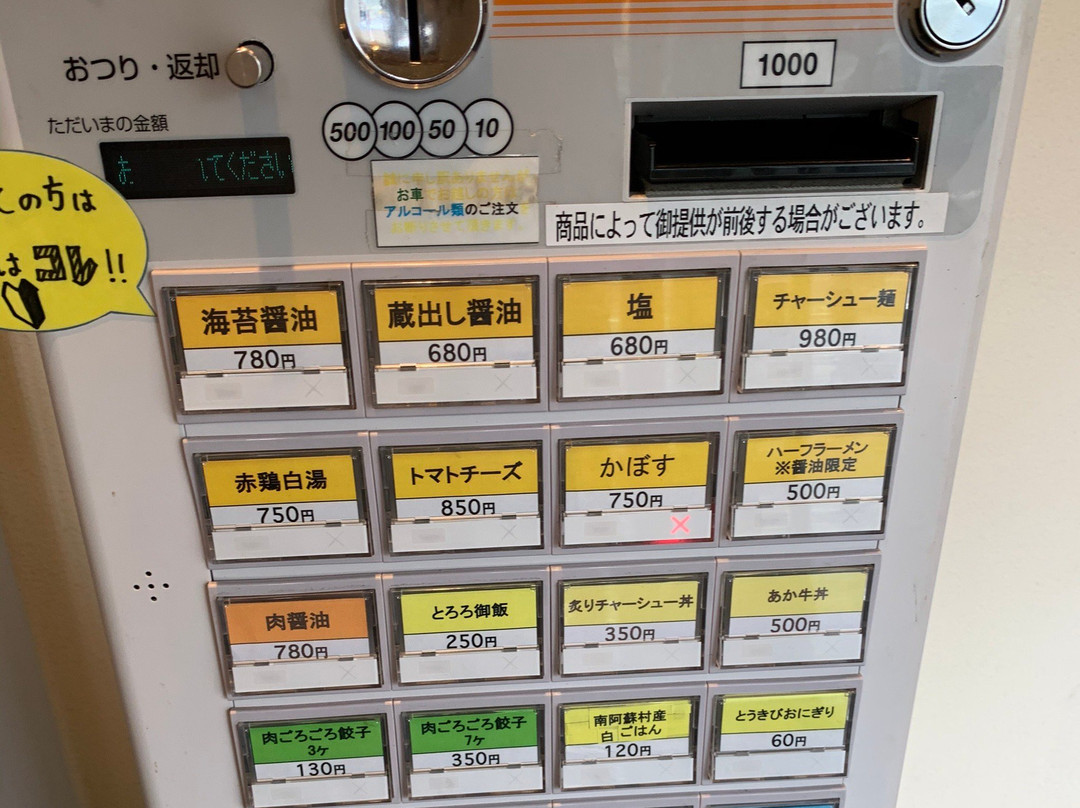 おつり・返却
1000
500 100 50 10
ただいまの金額
てください
お車
アルコール類のご注文
商品によって御提供が前後する場合がございます。
の方は
は コレ!!
海苔醤油
780円
蔵出し醤油
680円
塩
680円
チャーシュー麺
980円
赤鶏白湯
750円
トマトチーズ
850円
かぼす
750円
×
ハーフラーメン
※醤油限定
500円
肉醤油
780円
とろろ御飯
250円
炙りチャーシュー丼
350円
あか牛丼
500円
肉ごろごろ餃子
3ケ
130円
肉ごろごろ餃子
7ケ
350円
南阿蘇村産
白ごはん
120円
とうきびおにぎり
60円